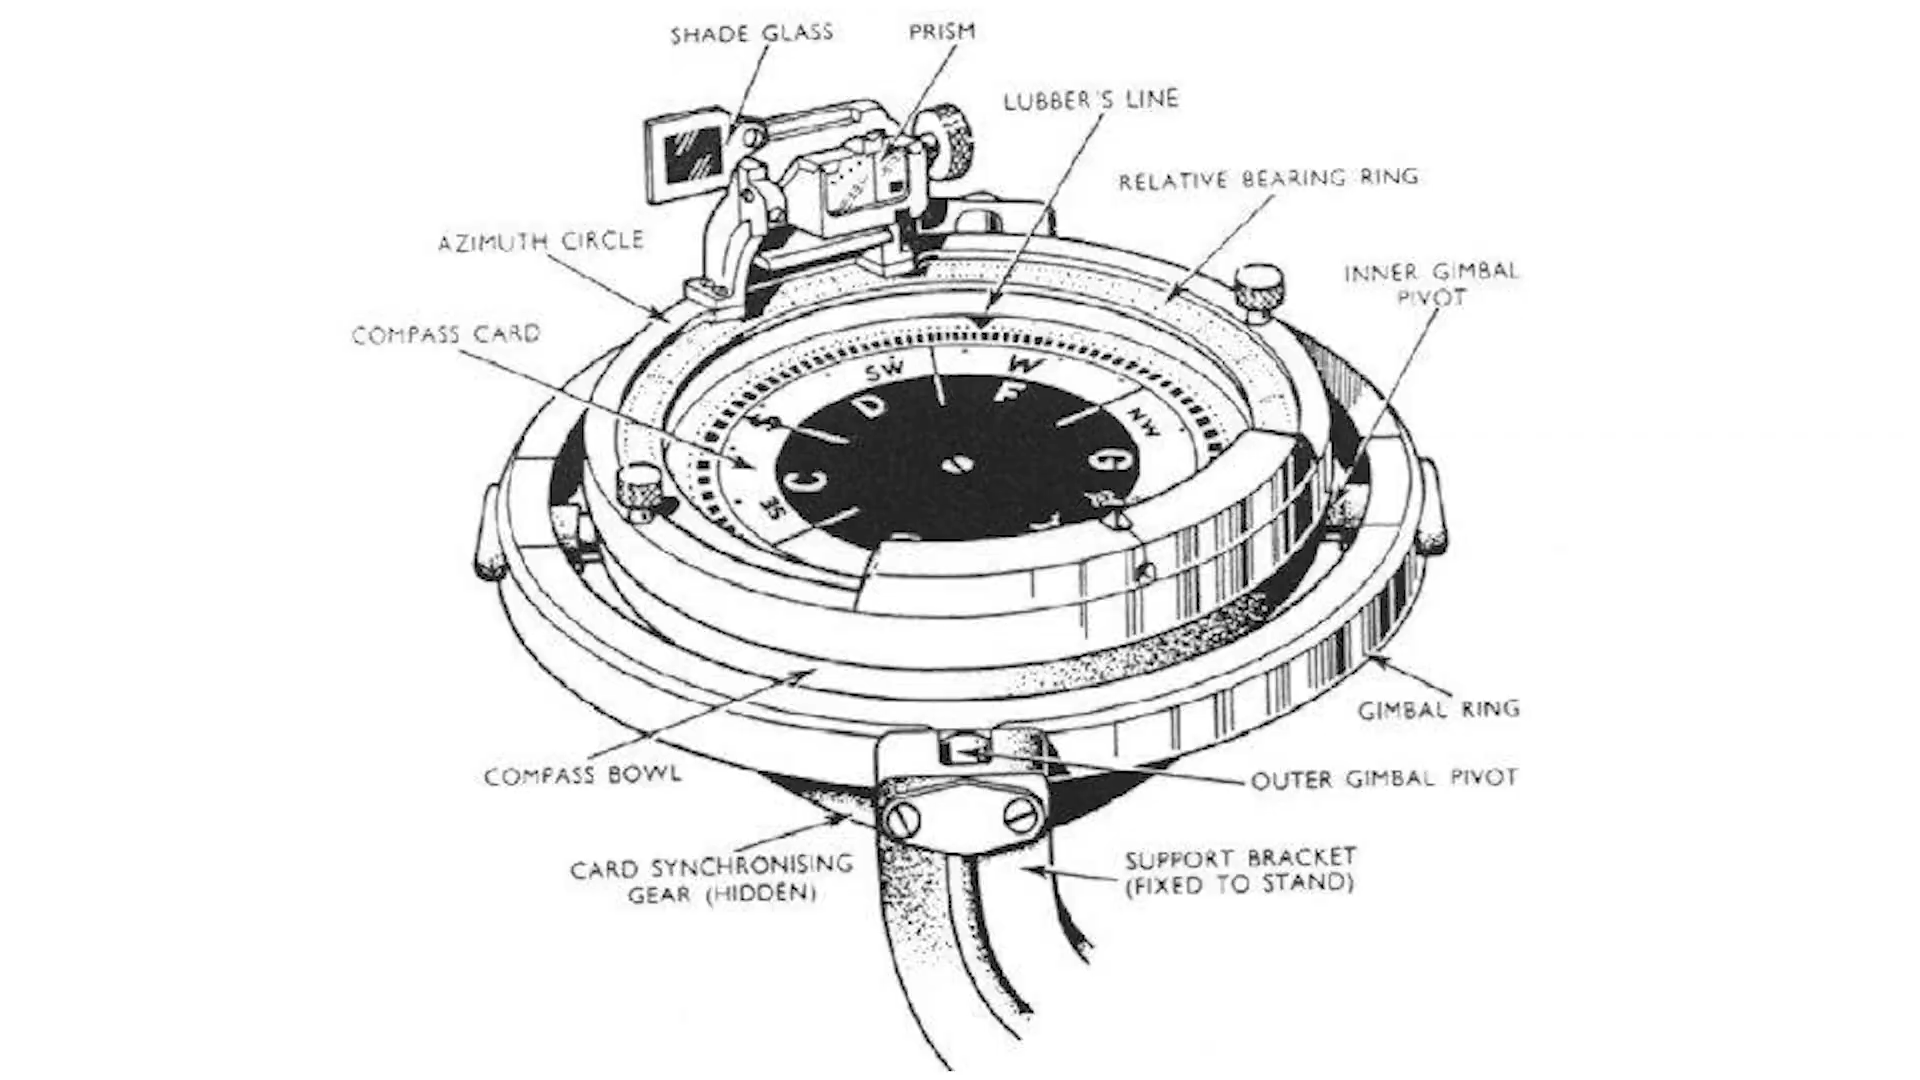 SHADE GLASS
PRISM
LUBBER'S LINE
RELATIVE BEARING RING
AZIMUTH CIRCLE
INNER GIMBAL
PIVOT
COMPASS CARD
SW
W
D
F
S
NW
C
G
SE
GIMBAL RING
COMPASS BOWL
OUTER GIMBAL PIVOT
CARD SYNCHRONISING
GEAR (HIDDEN)
SUPPORT BRACKET
(FIXED TO STAND)